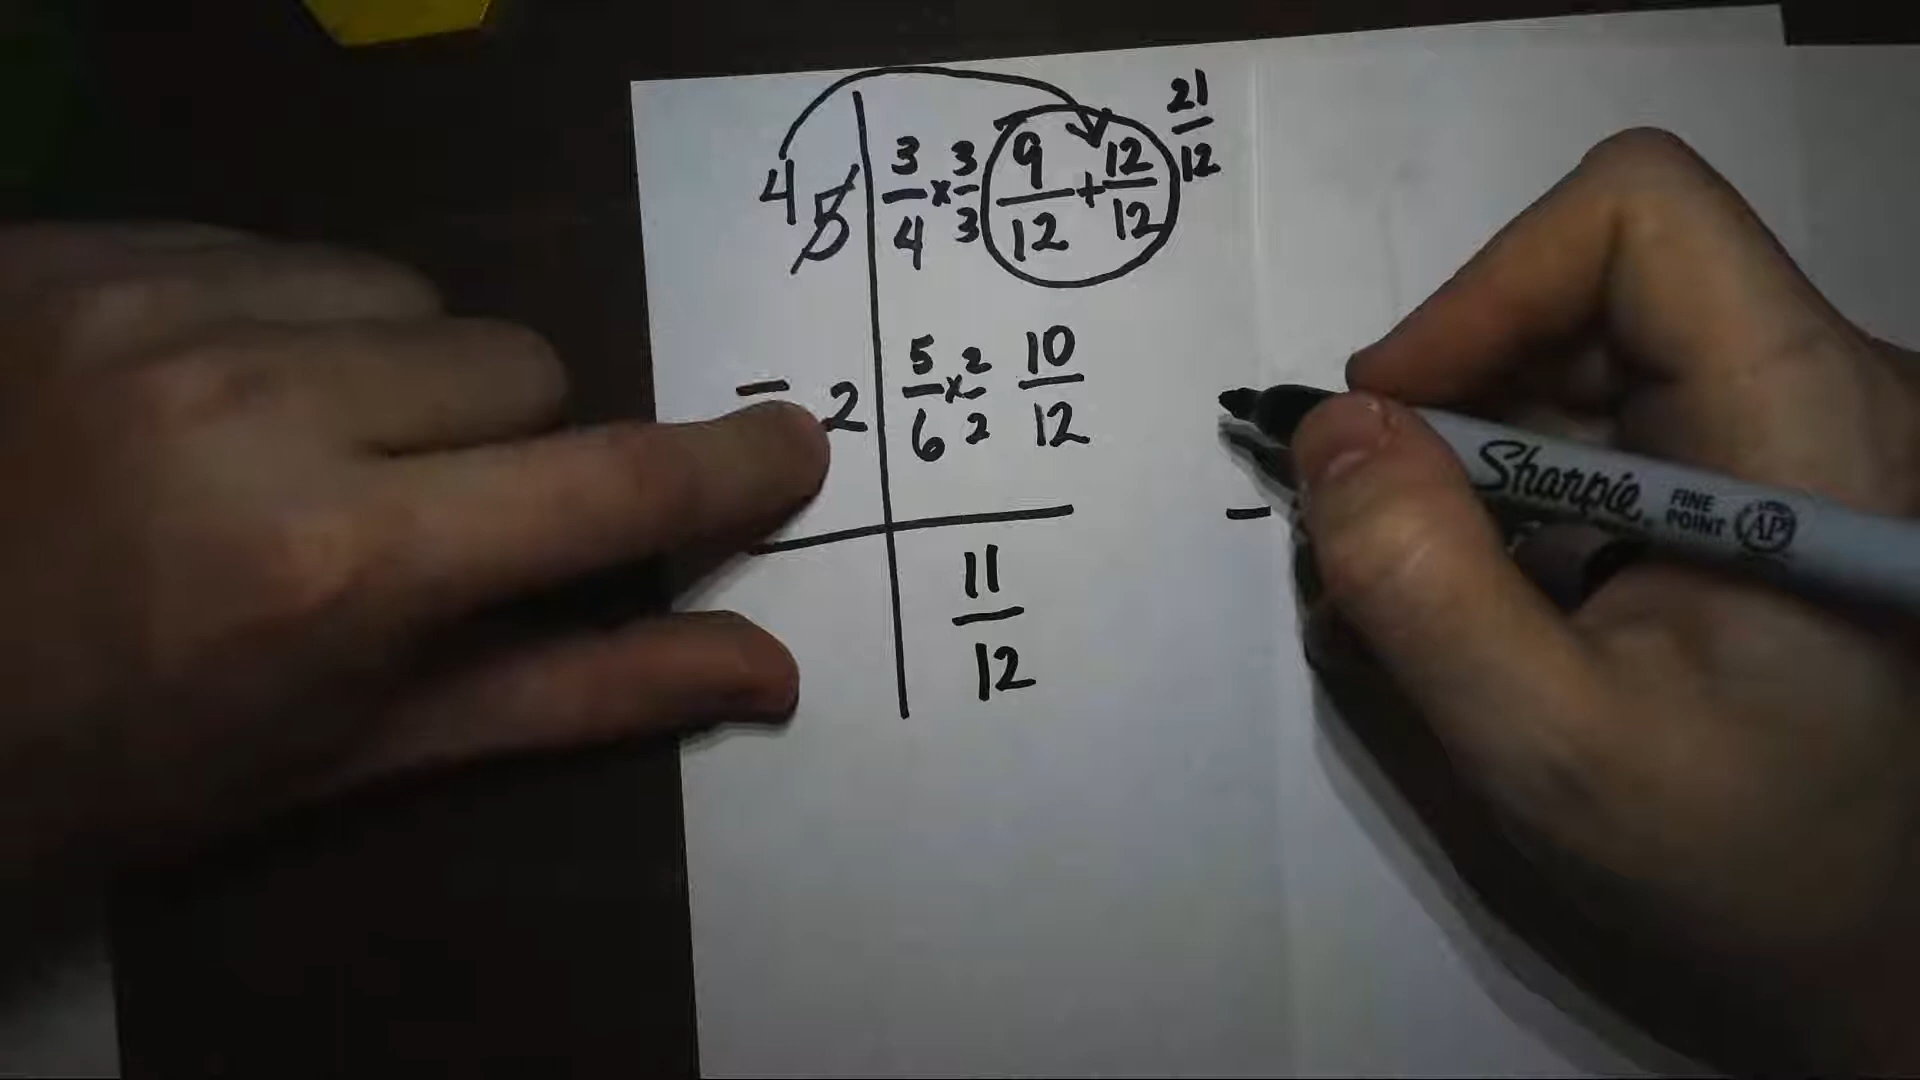 4 5 3/4 × 3/3 9/12 + 12/12 21/12
− 2 5/6 × 2/2 10/12
11/12
−
Sharpie. FINE POINT AP